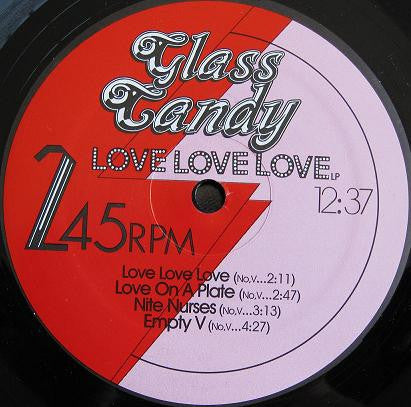 Glass
Candy
LOVE LOVE LOVE LP
2 45RPM
12:37
Love Love Love (No,V...2:11)
Love On A Plate (No,V...2:47)
Nite Nurses (No,V...3:13)
Empty V (No,V...4:27)